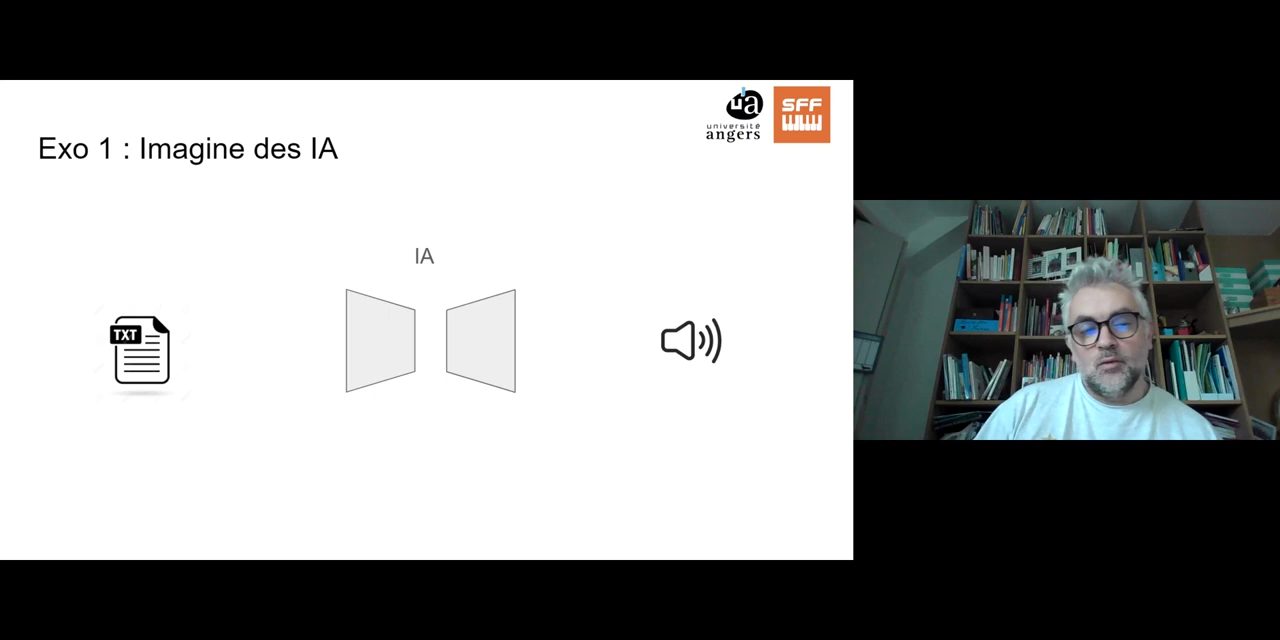 ua
université
angers
SFF
Exo 1 : Imagine des IA
IA
TXT